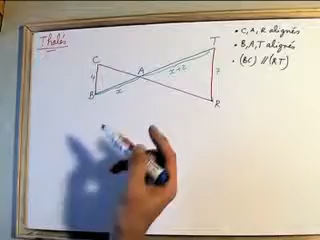 Thalès
• C, A, R alignés
• B, A, T alignés
• (BC) // (RT)
T
C
4
A
x+2
7
B
x
R